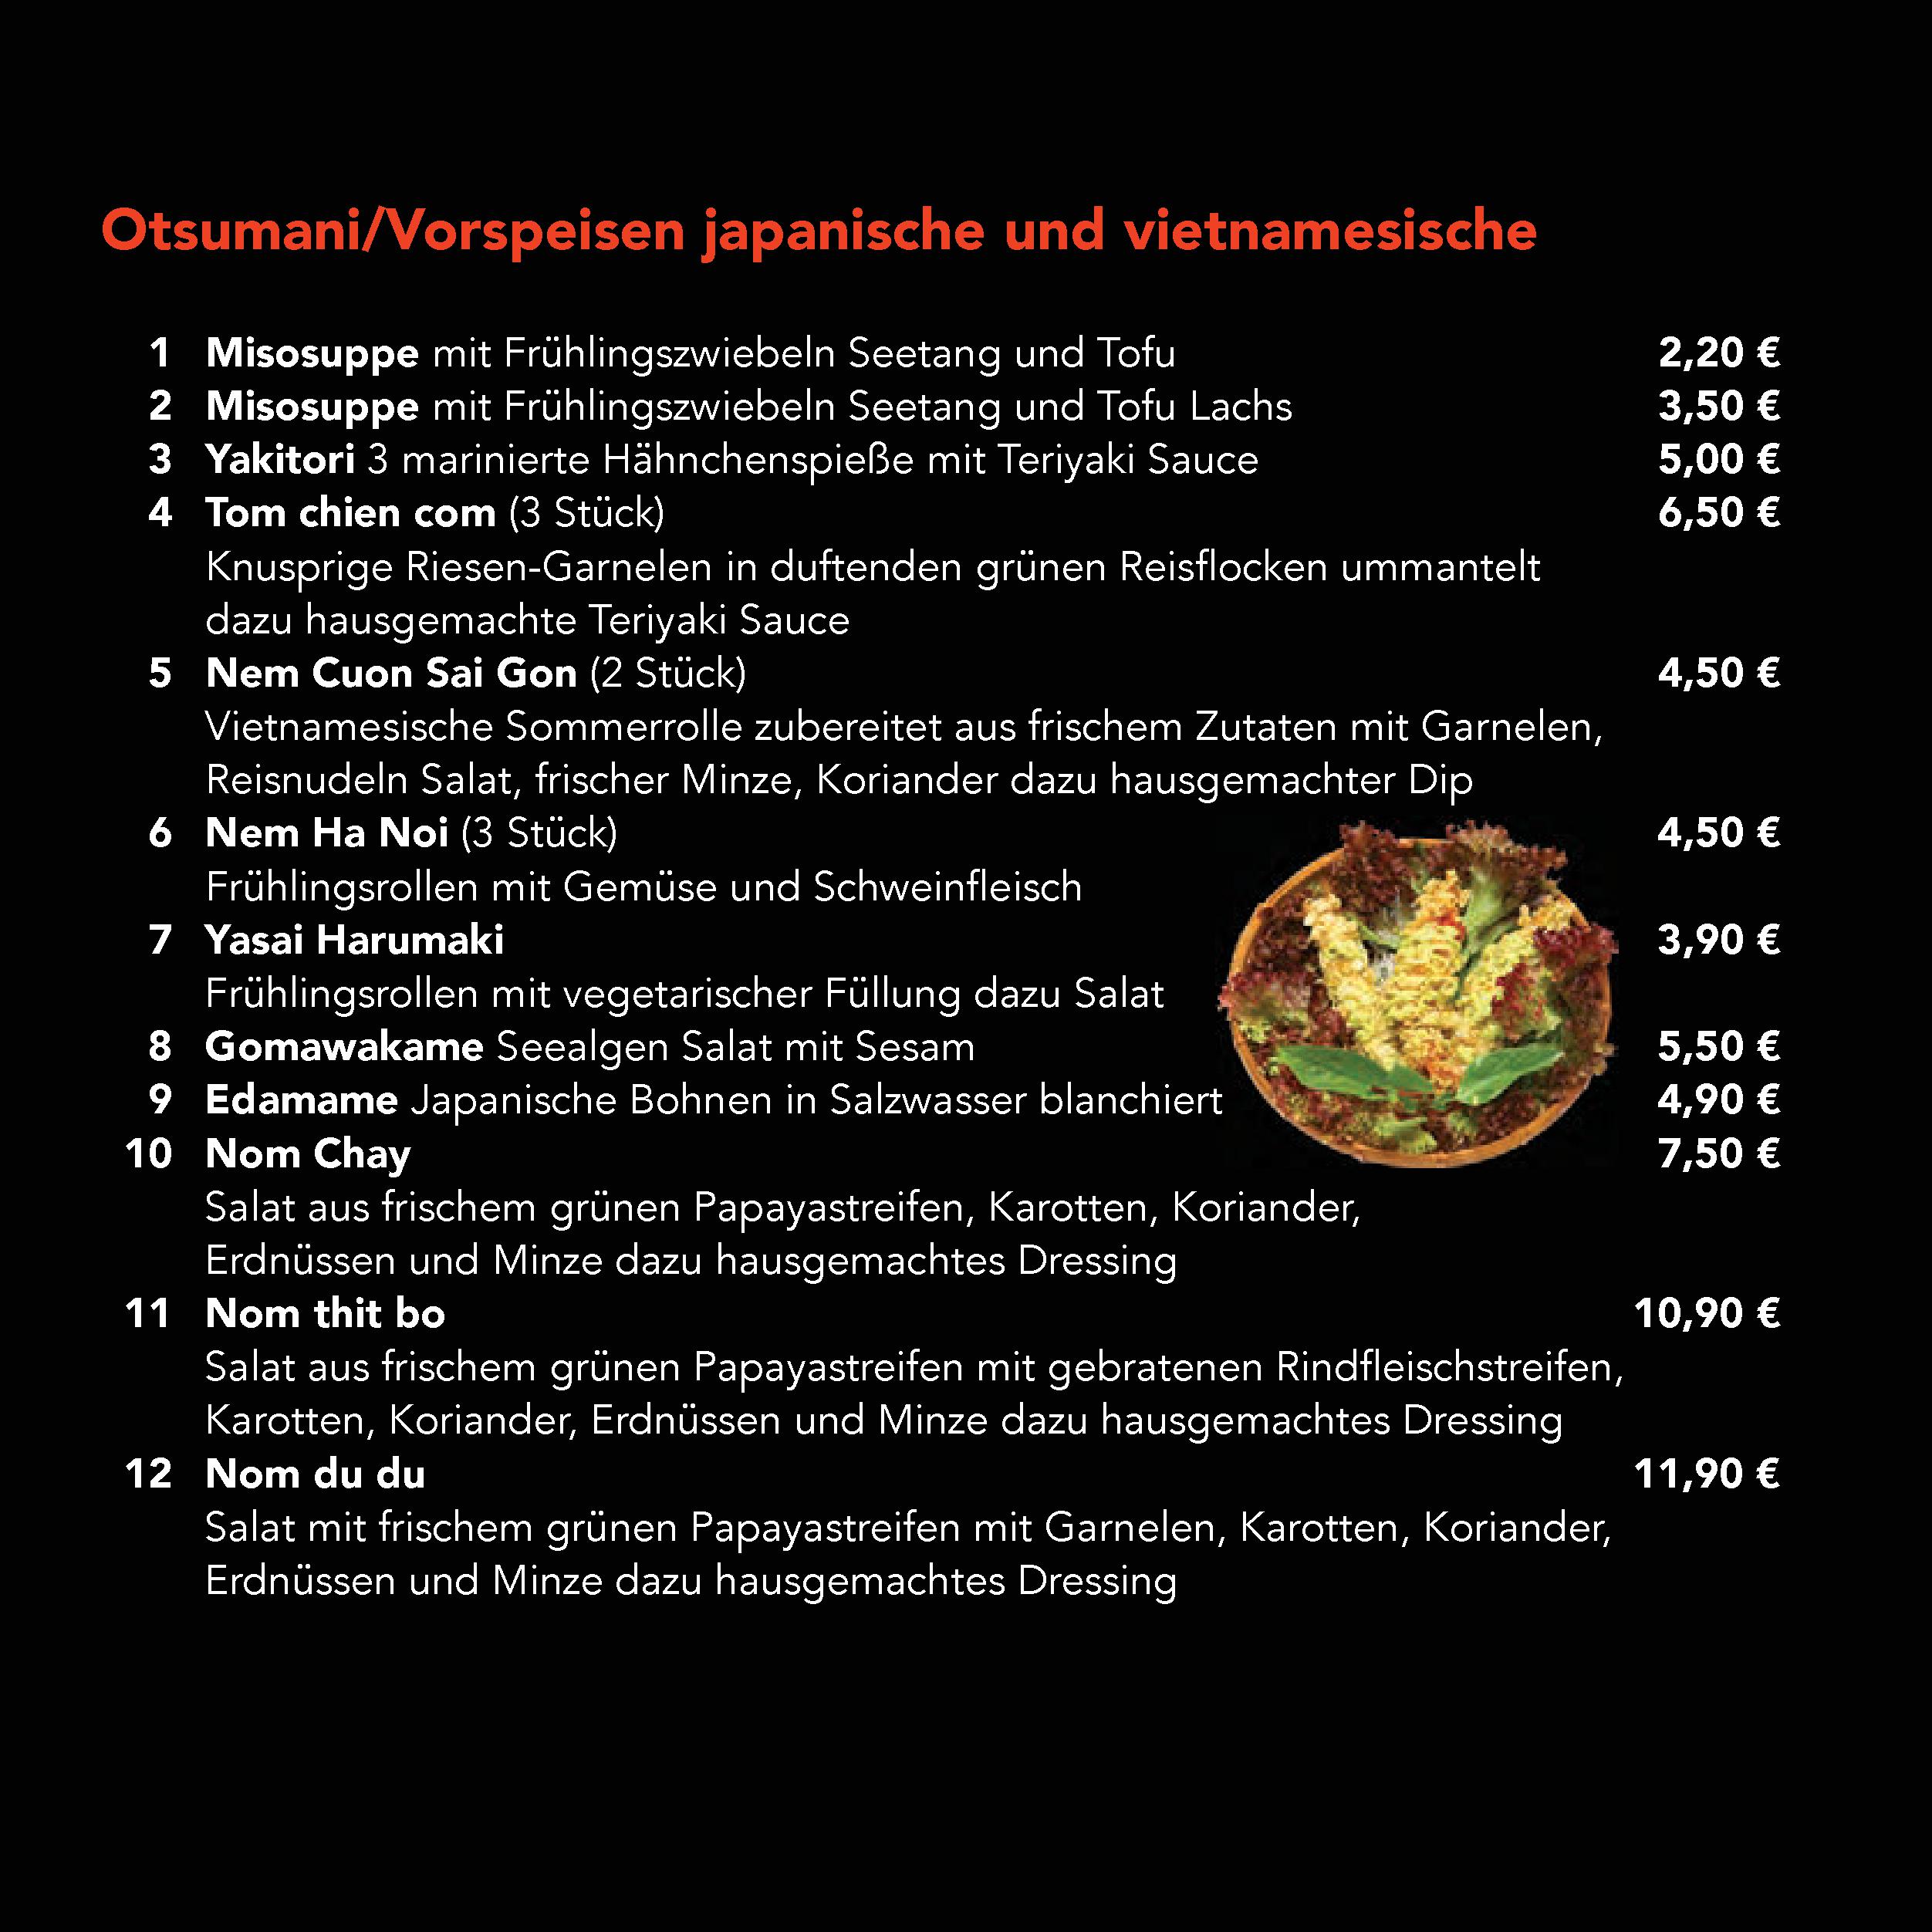 Otsumani/Vorspeisen japanische und vietnamesische
1 Misosuppe mit Frühlingszwiebeln Seetang und Tofu 2,20 €
2 Misosuppe mit Frühlingszwiebeln Seetang und Tofu Lachs 3,50 €
3 Yakitori 3 marinierte Hähnchenspieße mit Teriyaki Sauce 5,00 €
4 Tom chien com (3 Stück) 6,50 €
Knusprige Riesen-Garnelen in duftenden grünen Reisflocken ummantelt
dazu hausgemachte Teriyaki Sauce
5 Nem Cuon Sai Gon (2 Stück) 4,50 €
Vietnamesische Sommerrolle zubereitet aus frischem Zutaten mit Garnelen,
Reisnudeln Salat, frischer Minze, Koriander dazu hausgemachter Dip
6 Nem Ha Noi (3 Stück) 4,50 €
Frühlingsrollen mit Gemüse und Schweinfleisch
7 Yasai Harumaki 3,90 €
Frühlingsrollen mit vegetarischer Füllung dazu Salat
8 Gomawakame Seealgen Salat mit Sesam 5,50 €
9 Edamame Japanische Bohnen in Salzwasser blanchiert 4,90 €
10 Nom Chay 7,50 €
Salat aus frischem grünen Papayastreifen, Karotten, Koriander,
Erdnüssen und Minze dazu hausgemachtes Dressing
11 Nom thit bo 10,90 €
Salat aus frischem grünen Papayastreifen mit gebratenen Rindfleischstreifen,
Karotten, Koriander, Erdnüssen und Minze dazu hausgemachtes Dressing
12 Nom du du 11,90 €
Salat mit frischem grünen Papayastreifen mit Garnelen, Karotten, Koriander,
Erdnüssen und Minze dazu hausgemachtes Dressing